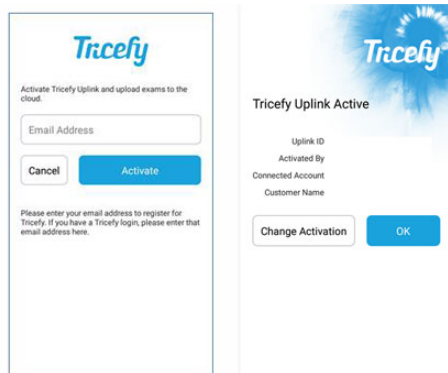 Tricefy
Activate Tricefy Uplink and upload exams to the
cloud.
Email Address
Cancel
Activate
Please enter your email address to register for
Tricefy. If you have a Tricefy login, please enter that
email address here.
Tricefy
Tricefy Uplink Active
Uplink ID
Activated By
Connected Account
Customer Name
Change Activation
OK